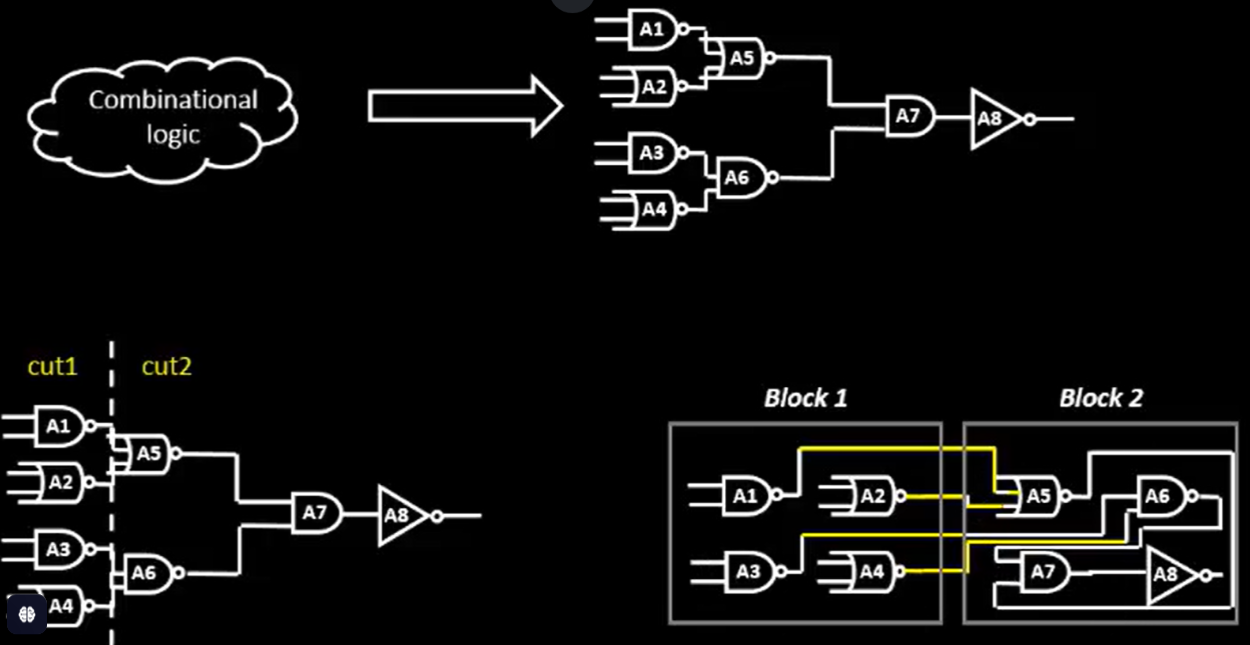 Combinational
logic
A1
A2
A3
A4
A5
A6
A7
A8
cut1
cut2
A1
A2
A3
A4
A5
A6
A7
A8
Block 1
Block 2
A1
A2
A5
A6
A3
A4
A7
A8